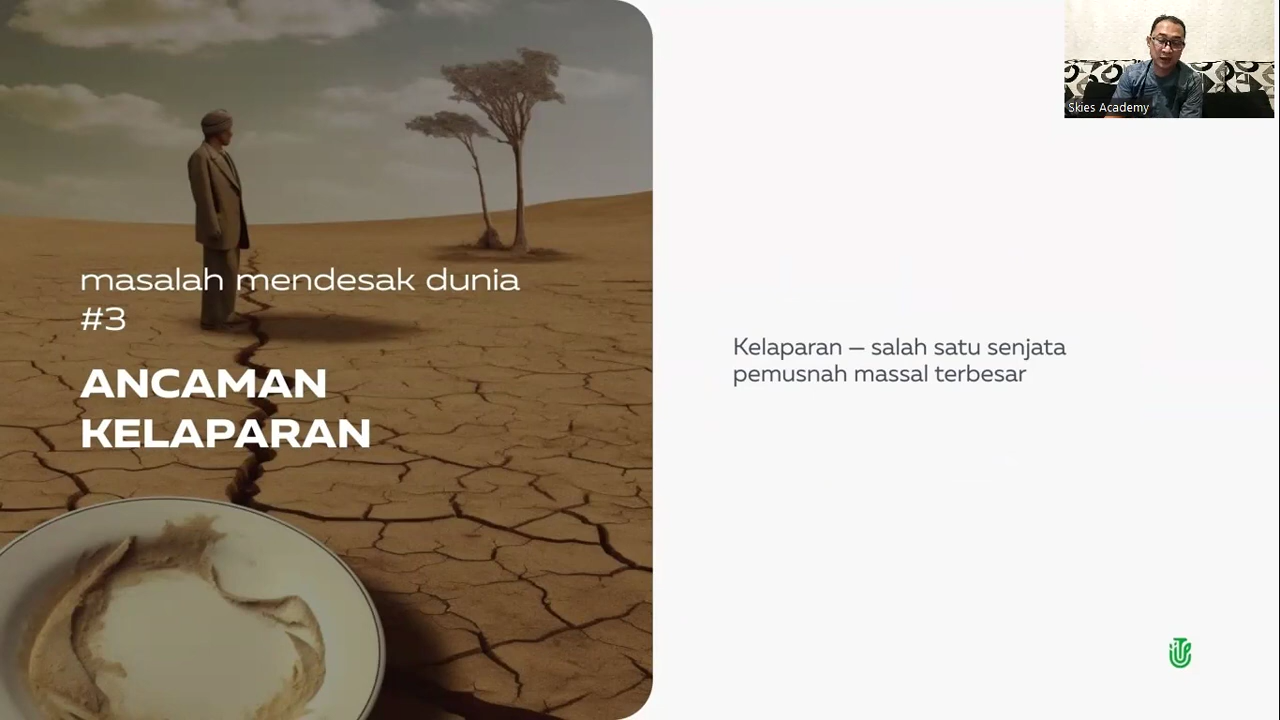 masalah mendesak dunia
#3
ANCAMAN
KELAPARAN
Kelaparan — salah satu senjata
pemusnah massal terbesar
Skies Academy